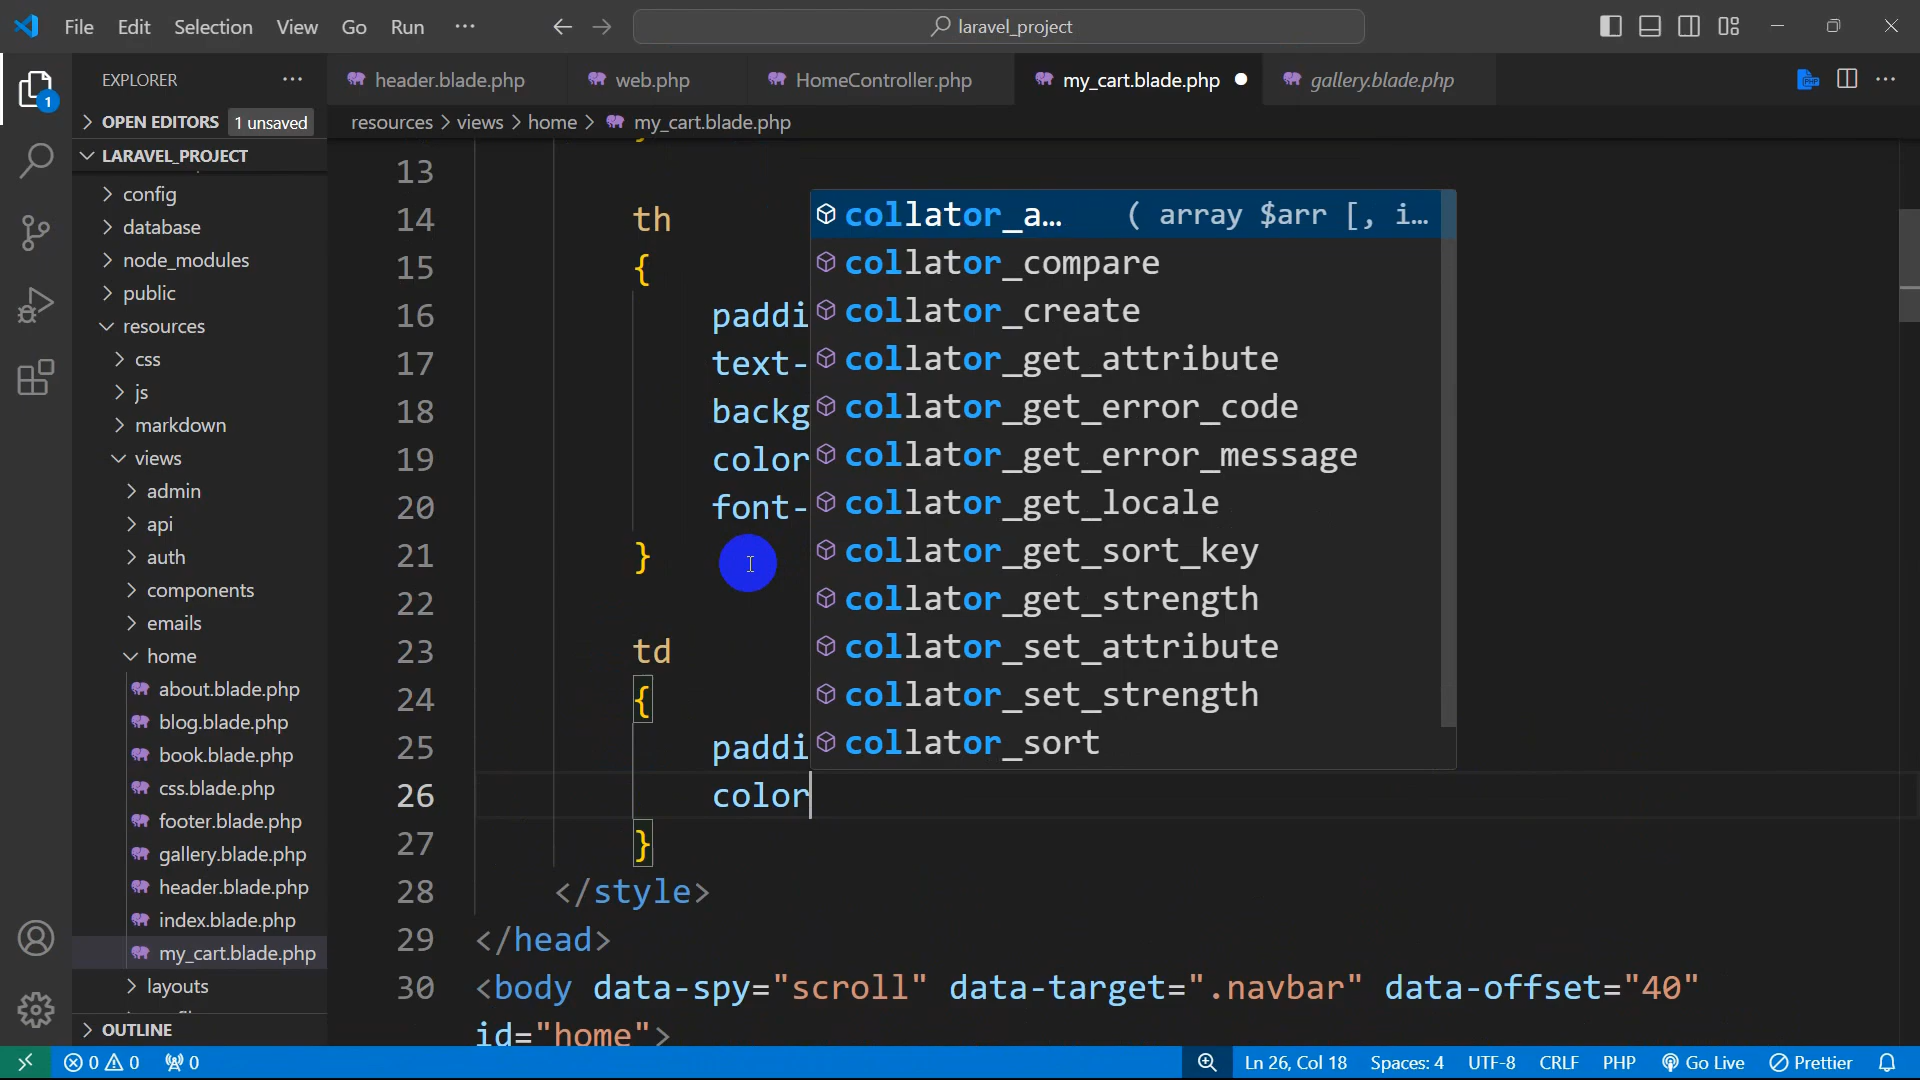 File Edit Selection View Go Run ··· laravel_project
EXPLORER ···
header.blade.php web.php HomeController.php my_cart.blade.php gallery.blade.php ···
OPEN EDITORS 1 unsaved
resources > views > home > my_cart.blade.php
LARAVEL_PROJECT
config
database
node_modules
public
resources
css
js
markdown
views
admin
api
auth
components
emails
home
about.blade.php
blog.blade.php
book.blade.php
css.blade.php
footer.blade.php
gallery.blade.php
header.blade.php
index.blade.php
my_cart.blade.php
layouts
OUTLINE
1
13
14 th
15 {
16 paddi
17 text-
18 backg
19 color
20 font-
21 }
22
23 td
24 {
25 paddi
26 color
27 }
28 </style>
29 </head>
30 <body data-spy="scroll" data-target=".navbar" data-offset="40"
id="home">
collator_a… ( array $arr [, i…
collator_compare
collator_create
collator_get_attribute
collator_get_error_code
collator_get_error_message
collator_get_locale
collator_get_sort_key
collator_get_strength
collator_set_attribute
collator_set_strength
collator_sort
0 0 0 Ln 26, Col 18 Spaces: 4 UTF-8 CRLF PHP Go Live Prettier